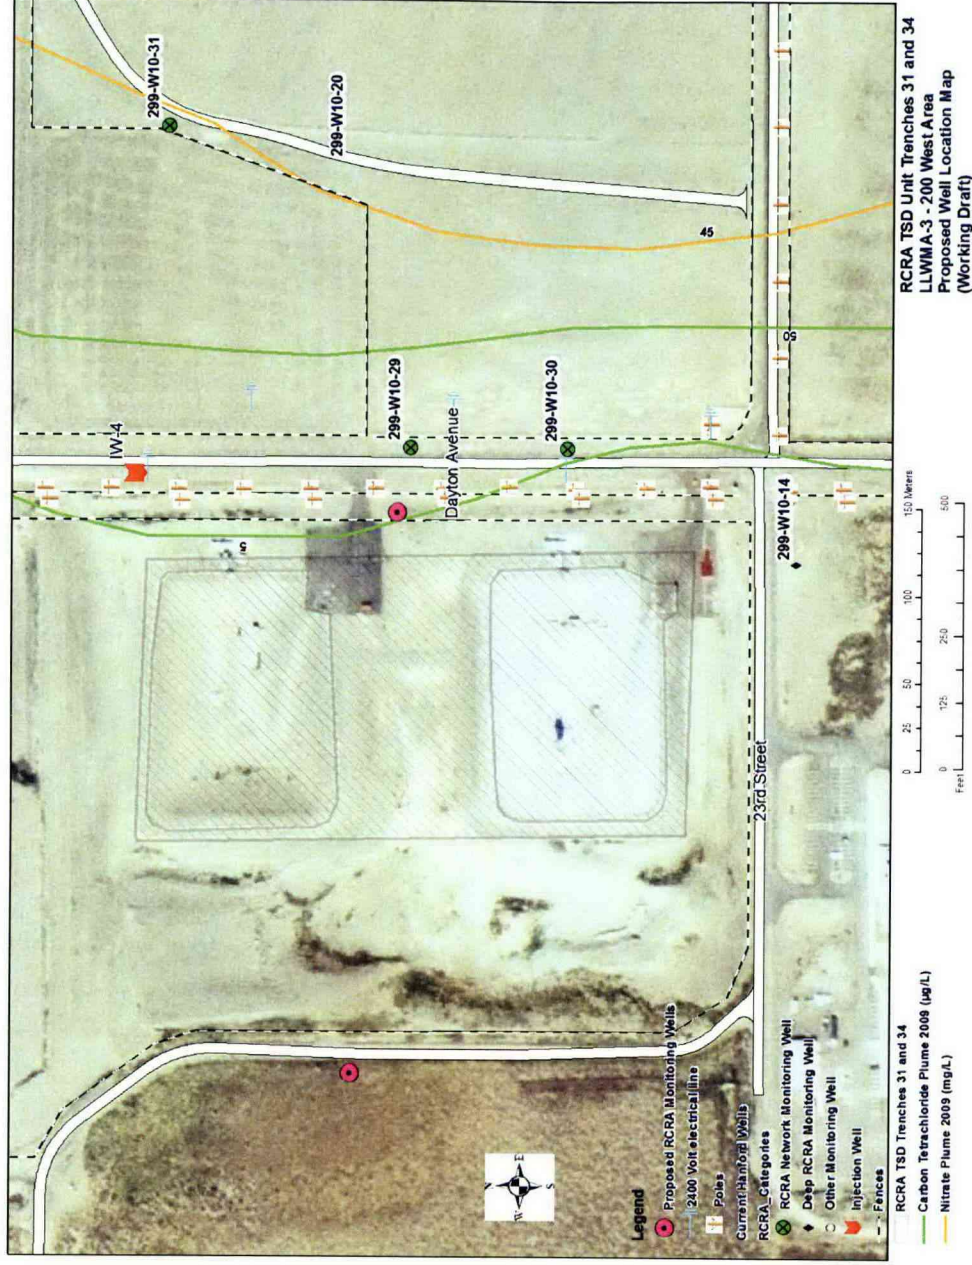 299-W10-31
299-W10-20
IW-4
299-W10-29
Dayton Avenue
299-W10-30
45
50
5
299-W10-14
23rd Street
N
W
E
S
Legend
Proposed RCRA Monitoring Wells
2400 Volt electrical line
Poles
Current Hanford Wells
RCRA_Categories
RCRA Network Monitoring Well
Deep RCRA Monitoring Well
Other Monitoring Well
Injection Well
Fences
RCRA TSD Trenches 31 and 34
Carbon Tetrachloride Plume 2009 (µg/L)
Nitrate Plume 2009 (mg/L)
0 25 50 100 150 Meters
0 125 250 500
Feet
RCRA TSD Unit Trenches 31 and 34
LLWMA-3 - 200 West Area
Proposed Well Location Map
(Working Draft)